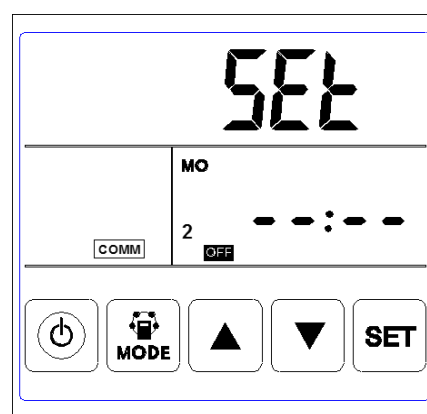 SEt
MO
2 --:--
COMM OFF
MODE SET